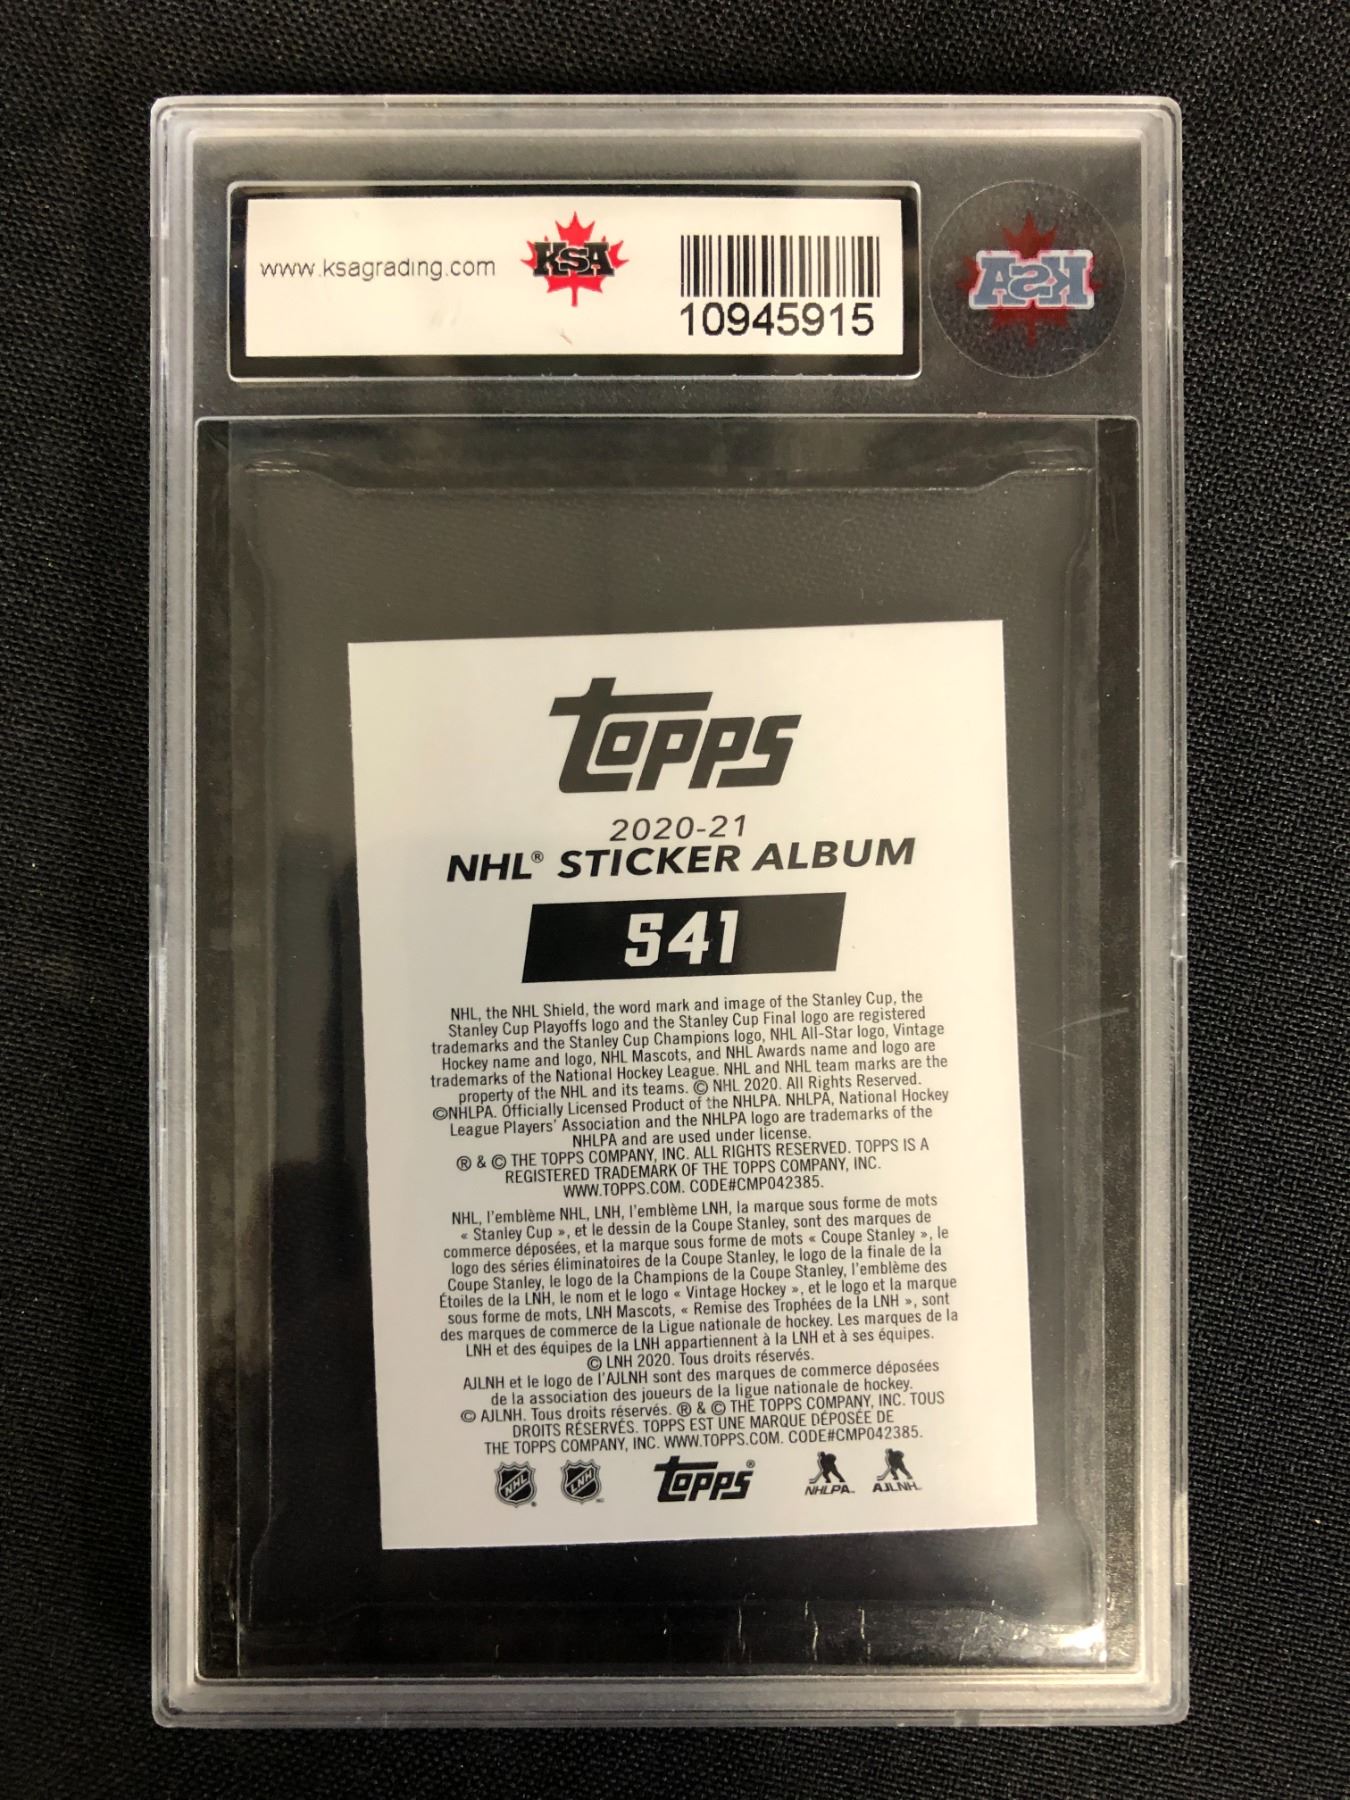 www.ksagrading.com
KSA
10945915
KSA
TOPPS
2020-21
NHL® STICKER ALBUM
541
NHL, the NHL Shield, the word mark and image of the Stanley Cup, the
Stanley Cup Playoffs logo and the Stanley Cup Final logo are registered
trademarks and the Stanley Cup Champions logo, NHL All-Star logo, Vintage
Hockey name and logo, NHL Mascots, and NHL Awards name and logo are
trademarks of the National Hockey League. NHL and NHL team marks are the
property of the NHL and its teams. © NHL 2020. All Rights Reserved.
©NHLPA. Officially Licensed Product of the NHLPA. NHLPA, National Hockey
League Players' Association and the NHLPA logo are trademarks of the
NHLPA and are used under license.
® & © THE TOPPS COMPANY, INC. ALL RIGHTS RESERVED. TOPPS IS A
REGISTERED TRADEMARK OF THE TOPPS COMPANY, INC.
WWW.TOPPS.COM. CODE#CMP042385.
NHL, l'emblème NHL, LNH, l'emblème LNH, la marque sous forme de mots
« Stanley Cup », et le dessin de la Coupe Stanley, sont des marques de
commerce déposées, et la marque sous forme de mots « Coupe Stanley », le
logo des séries éliminatoires de la Coupe Stanley, le logo de la finale de la
Coupe Stanley, le logo de la Champions de la Coupe Stanley, l'emblème des
Étoiles de la LNH, le nom et le logo « Vintage Hockey », et le logo et la marque
sous forme de mots, LNH Mascots, « Remise des Trophées de la LNH », sont
des marques de commerce de la Ligue nationale de hockey. Les marques de la
LNH et des équipes de la LNH appartiennent à la LNH et à ses équipes.
© LNH 2020. Tous droits réservés.
AJLNH et le logo de l'AJLNH sont des marques de commerce déposées
de la association des joueurs de la ligue nationale de hockey.
© AJLNH. Tous droits réservés. ® & © THE TOPPS COMPANY, INC. TOUS
DROITS RÉSERVÉS. TOPPS EST UNE MARQUE DÉPOSÉE DE
THE TOPPS COMPANY, INC. WWW.TOPPS.COM. CODE#CMP042385.
NHL ® LNH TOPPS® NHLPA™ AJLNH™